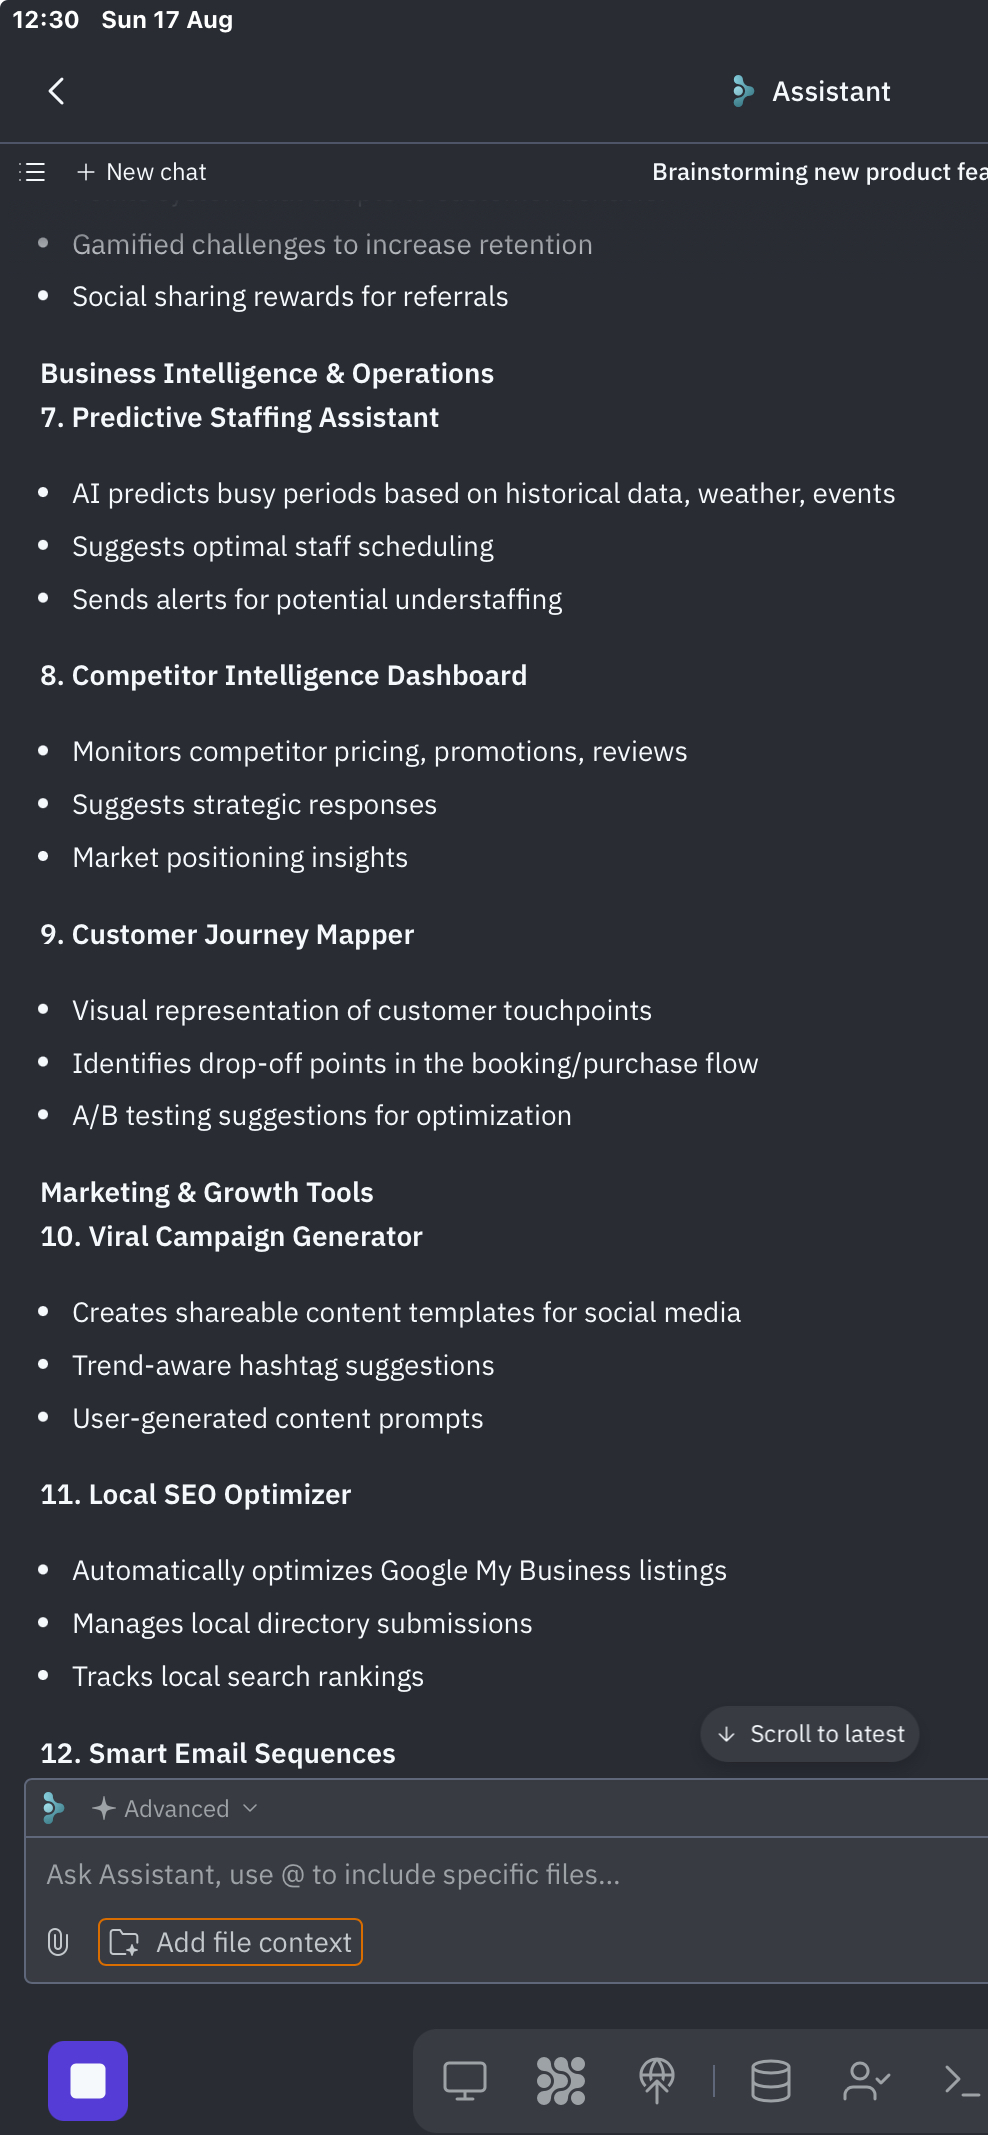 12:30 Sun 17 Aug
Assistant
New chat
Brainstorming new product fea
Gamified challenges to increase retention
Social sharing rewards for referrals
Business Intelligence & Operations
7. Predictive Staffing Assistant
AI predicts busy periods based on historical data, weather, events
Suggests optimal staff scheduling
Sends alerts for potential understaffing
8. Competitor Intelligence Dashboard
Monitors competitor pricing, promotions, reviews
Suggests strategic responses
Market positioning insights
9. Customer Journey Mapper
Visual representation of customer touchpoints
Identifies drop-off points in the booking/purchase flow
A/B testing suggestions for optimization
Marketing & Growth Tools
10. Viral Campaign Generator
Creates shareable content templates for social media
Trend-aware hashtag suggestions
User-generated content prompts
11. Local SEO Optimizer
Automatically optimizes Google My Business listings
Manages local directory submissions
Tracks local search rankings
Scroll to latest
12. Smart Email Sequences
Advanced
Ask Assistant, use @ to include specific files...
Add file context